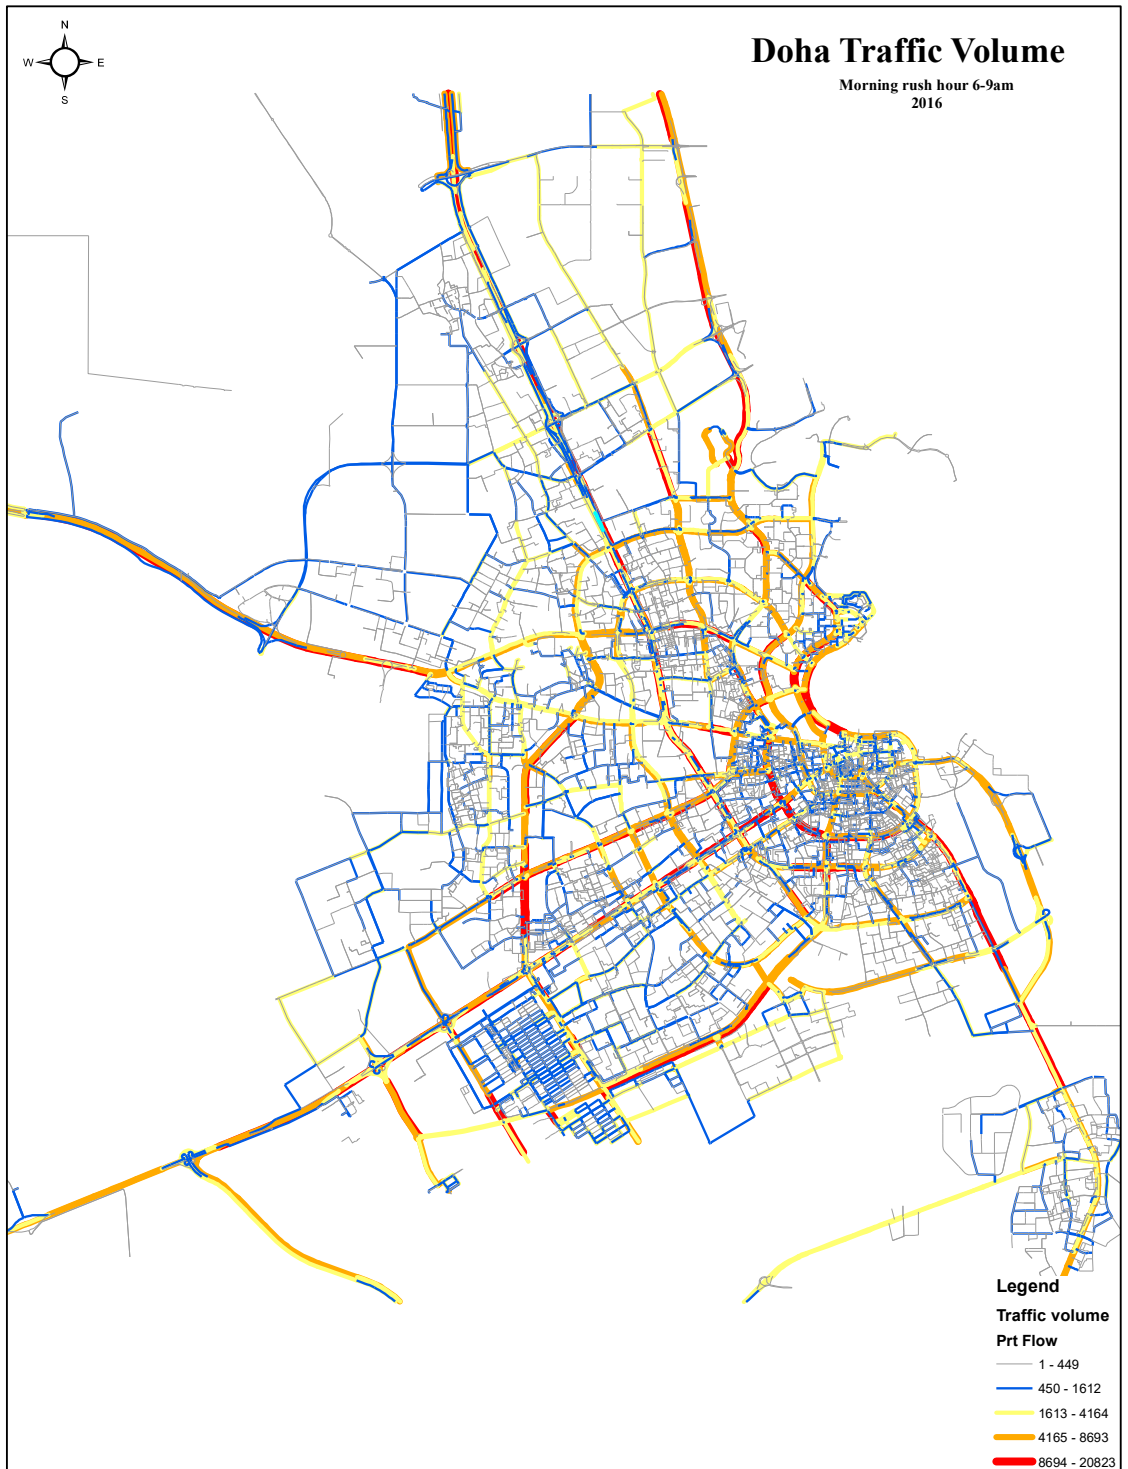 N
W E
S
Doha Traffic Volume
Morning rush hour 6-9am
2016
Legend
Traffic volume
Prt Flow
1 - 449
450 - 1612
1613 - 4164
4165 - 8693
8694 - 20823